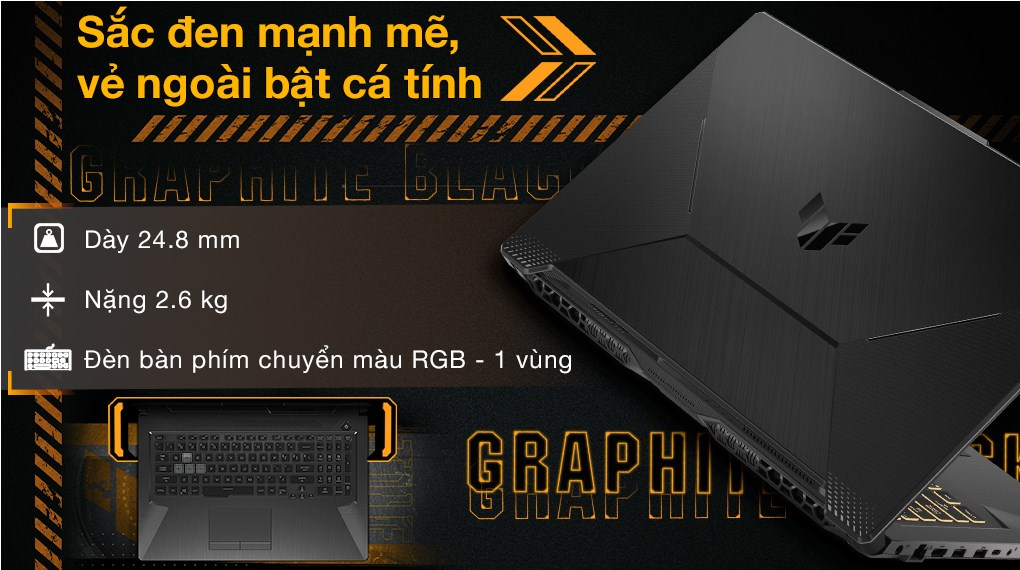 Sắc đen mạnh mẽ,
vẻ ngoài bật cá tính
GRAPHITE BLAC
Dày 24.8 mm
Nặng 2.6 kg
Đèn bàn phím chuyển màu RGB - 1 vùng
GRAPHITE